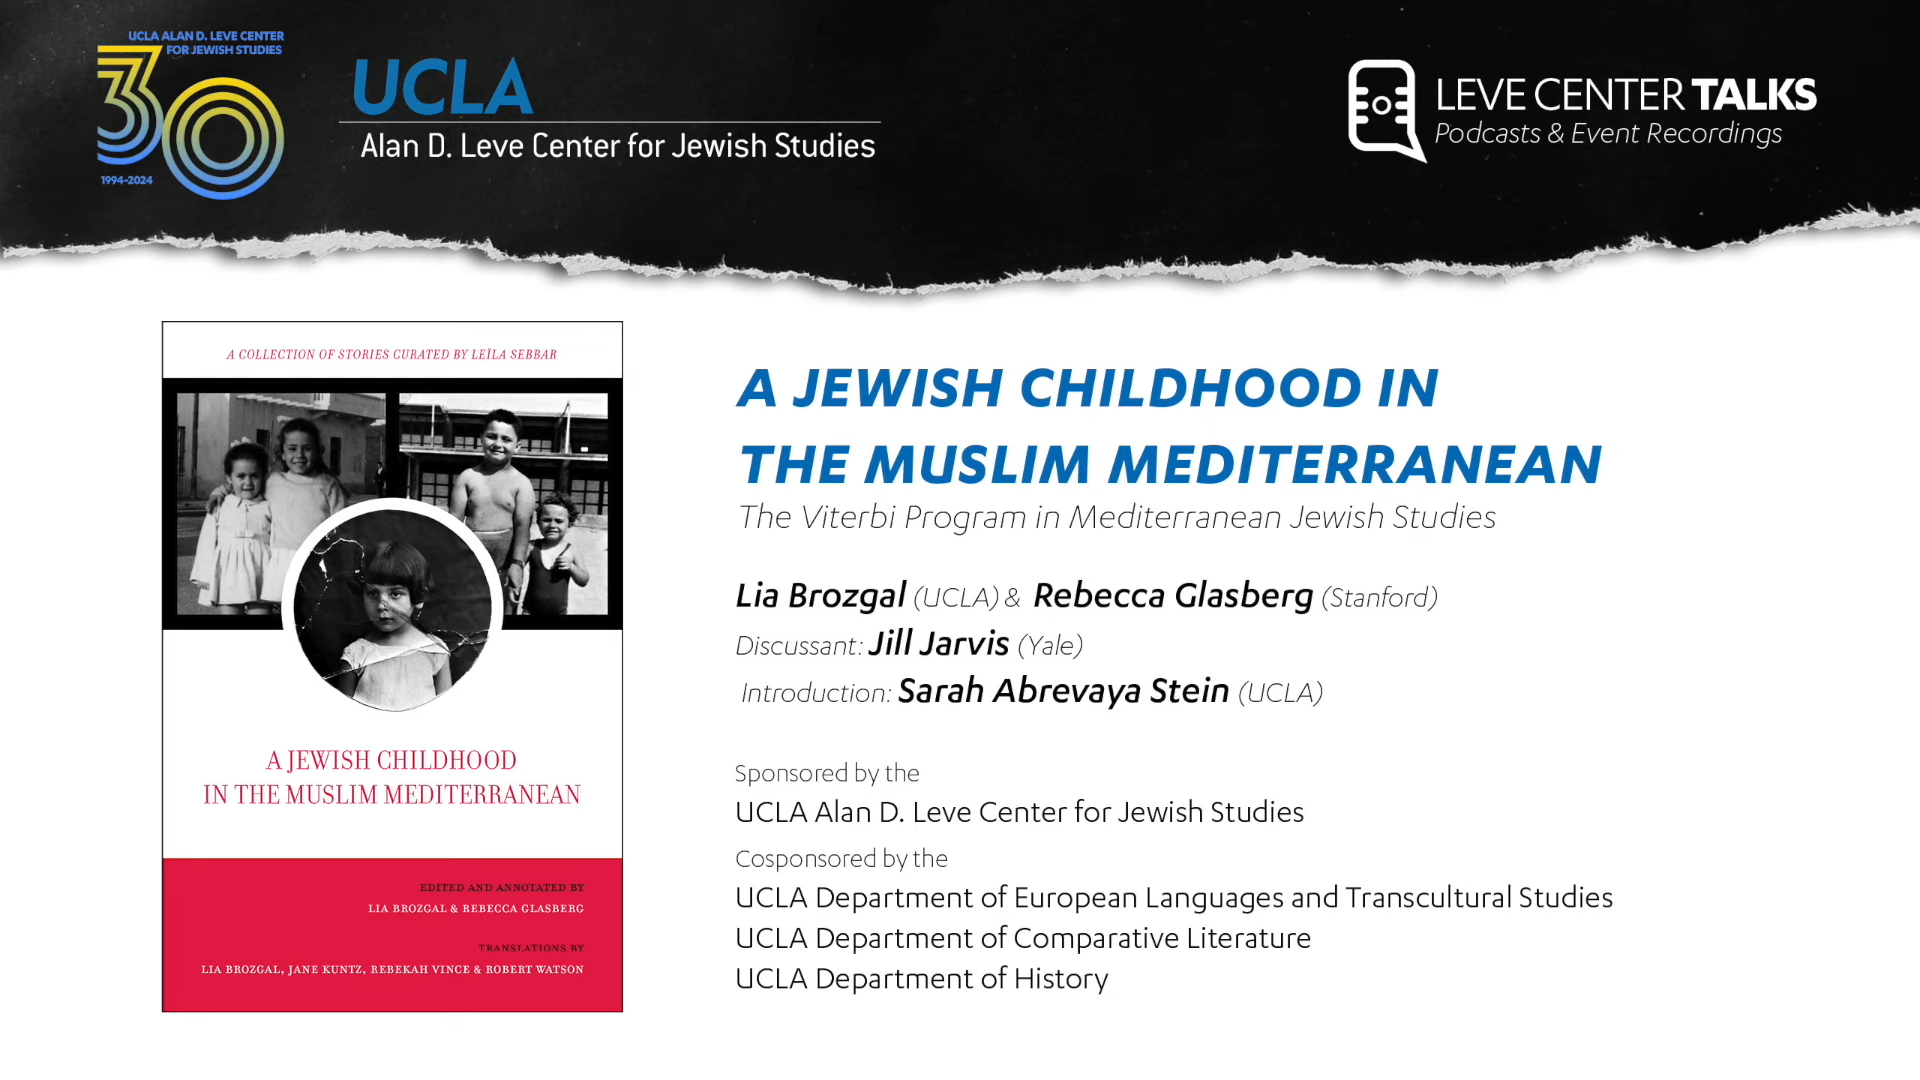 UCLA ALAN D. LEVE CENTER
FOR JEWISH STUDIES
30
1994-2024
UCLA
Alan D. Leve Center for Jewish Studies
LEVE CENTER TALKS
Podcasts & Event Recordings
A COLLECTION OF STORIES CURATED BY LEÏLA SEBBAR
A JEWISH CHILDHOOD
IN THE MUSLIM MEDITERRANEAN
EDITED AND ANNOTATED BY
LIA BROZGAL & REBECCA GLASBERG
TRANSLATIONS BY
LIA BROZGAL, JANE KUNTZ, REBEKAH VINCE & ROBERT WATSON
A JEWISH CHILDHOOD IN
THE MUSLIM MEDITERRANEAN
The Viterbi Program in Mediterranean Jewish Studies
Lia Brozgal (UCLA) & Rebecca Glasberg (Stanford)
Discussant: Jill Jarvis (Yale)
Introduction: Sarah Abrevaya Stein (UCLA)
Sponsored by the
UCLA Alan D. Leve Center for Jewish Studies
Cosponsored by the
UCLA Department of European Languages and Transcultural Studies
UCLA Department of Comparative Literature
UCLA Department of History